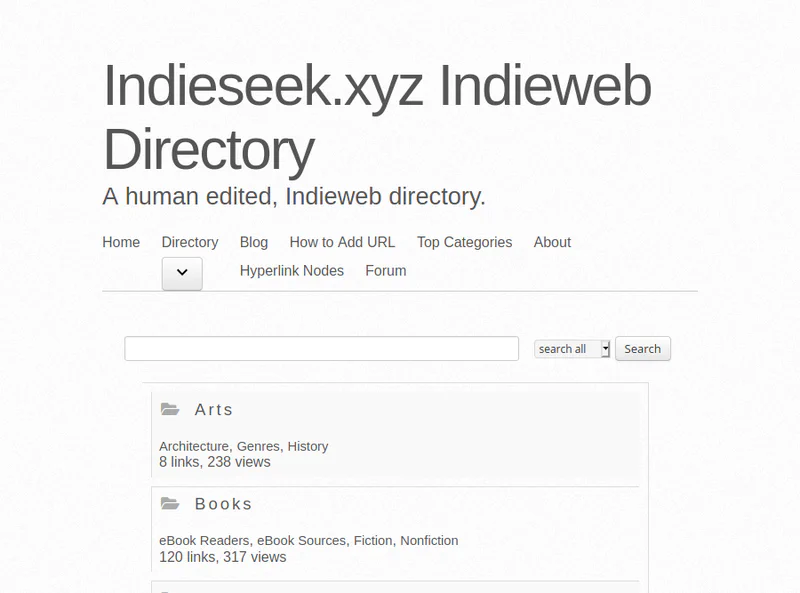 Indieseek.xyz Indieweb
Directory
A human edited, Indieweb directory.
Home Directory Blog How to Add URL Top Categories About
Hyperlink Nodes Forum
search all Search
Arts
Architecture, Genres, History
8 links, 238 views
Books
eBook Readers, eBook Sources, Fiction, Nonfiction
120 links, 317 views